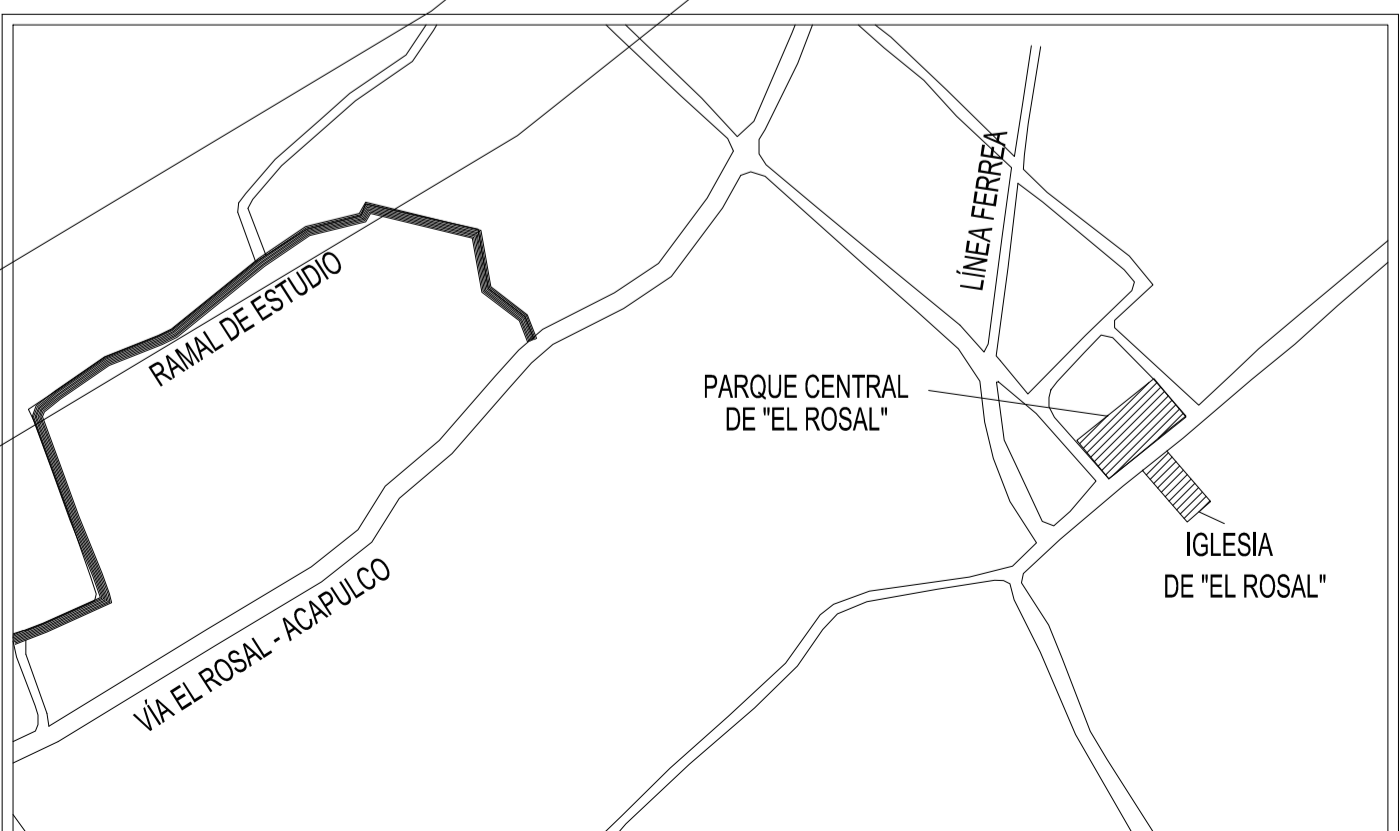 LÍNEA FERREA
RAMAL DE ESTUDIO
PARQUE CENTRAL
DE "EL ROSAL"
IGLESIA
DE "EL ROSAL"
VÍA EL ROSAL - ACAPULCO